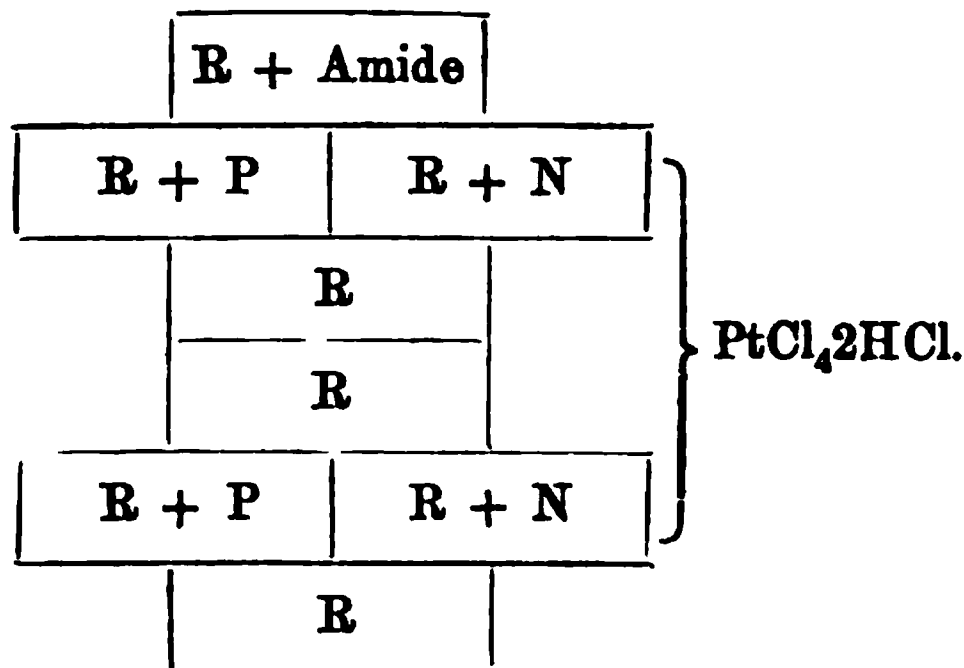 R + Amide
R + P R + N
R
R
PtCl₄2HCl.
R + P R + N
R